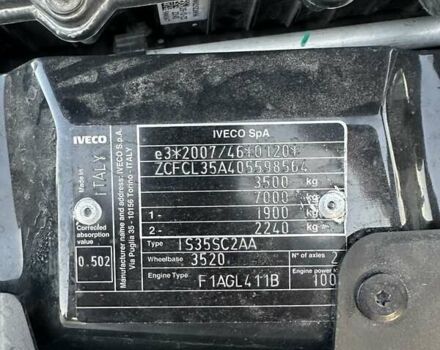 IVECO
Made in
ITALY
Corrected
absorption
value
0.502
Manufacturer name and address: IVECO S.p.A.
Via Puglia 35 - 10156 Torino - ITALY
IVECO SpA
e3*2007/46*0120*
ZCFCL35A405598564
3500 kg
7000 kg
1- 1900 kg
2- 2240 kg
Type IS35SC2AA
Wheelbase 3520 N° of axles 2
Engine Type F1AGL411B Engine power 100